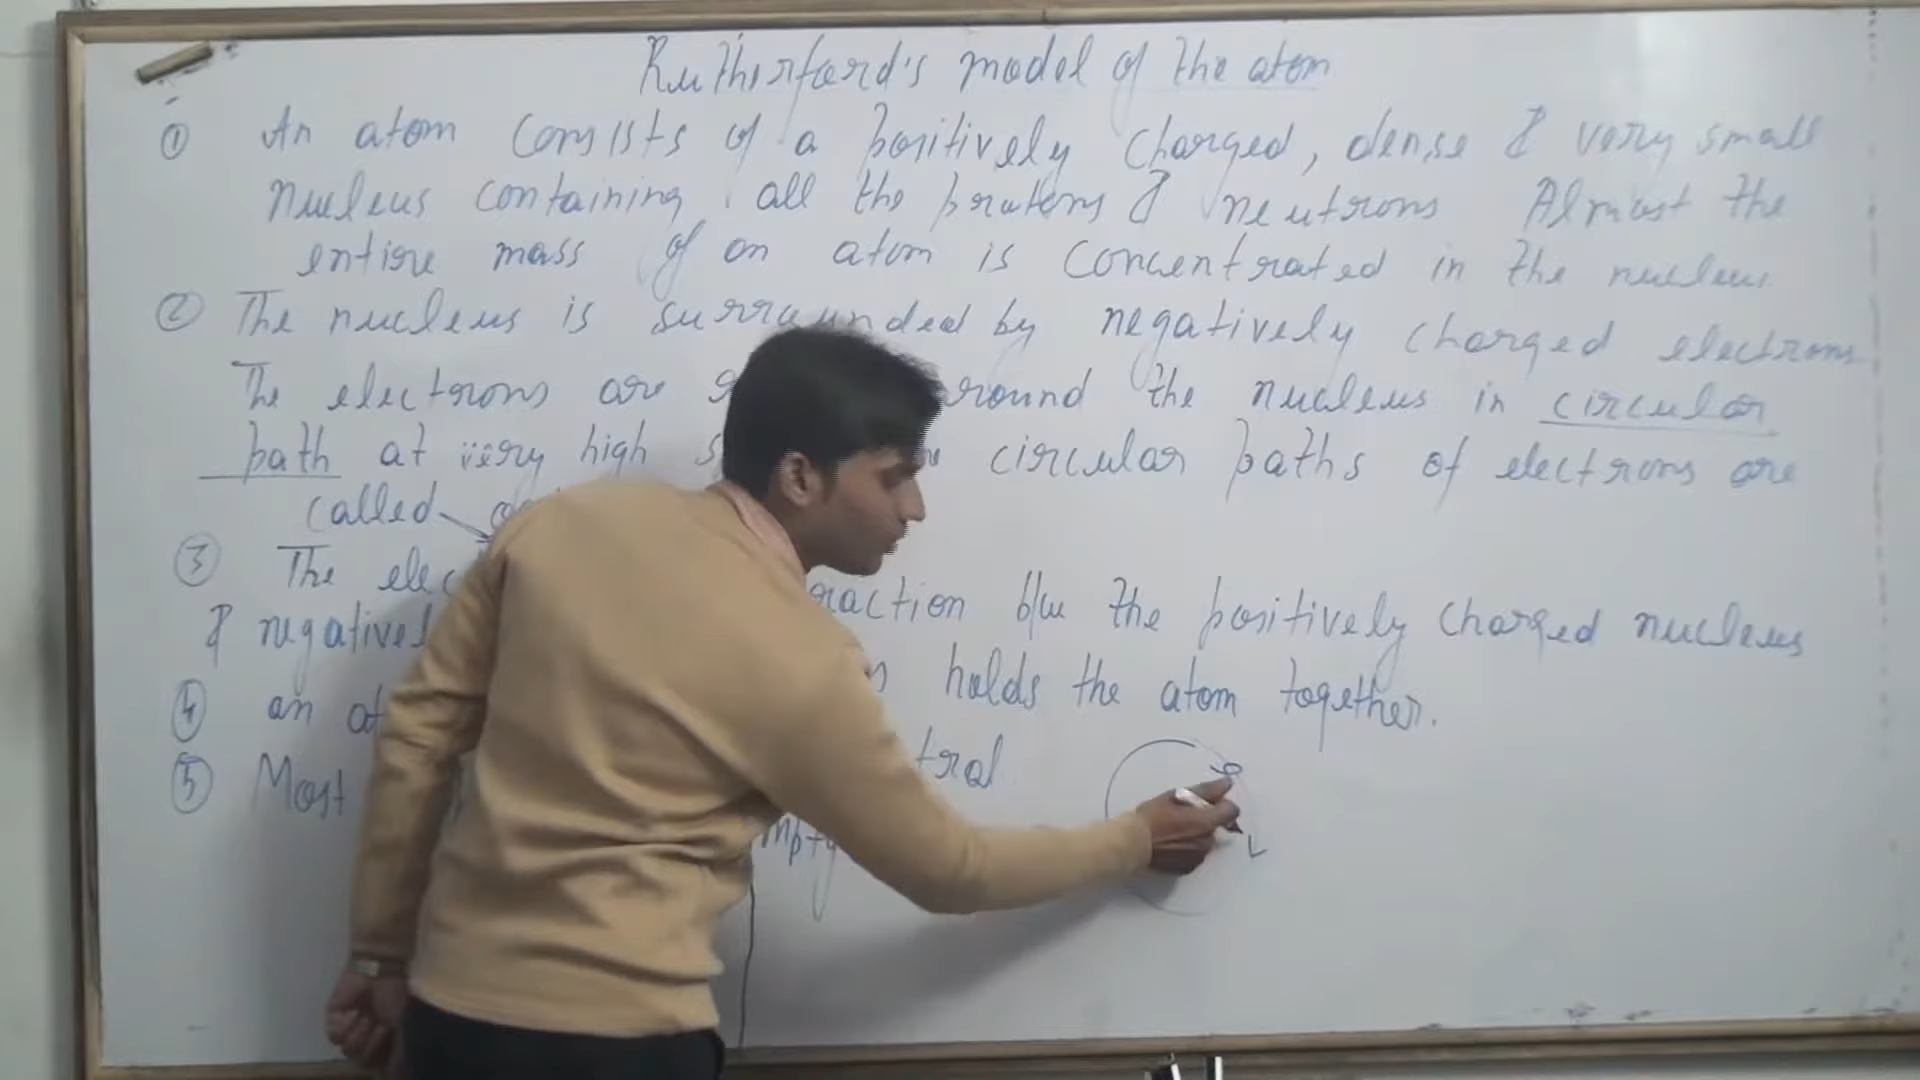 Rutherford's model of the atom
① An atom consists of a positively charged, dense & very small
nucleus containing all the protons & neutrons Almost the
entire mass of an atom is concentrated in the nucleus
② The nucleus is surrounded by negatively charged electrons
The electrons are round the nucleus in circular
path at very high circular paths of electrons are
called
③ The elec raction b/w the positively charged nucleus
& negativel holds the atom together.
④ an at tral
⑤ Most mpty